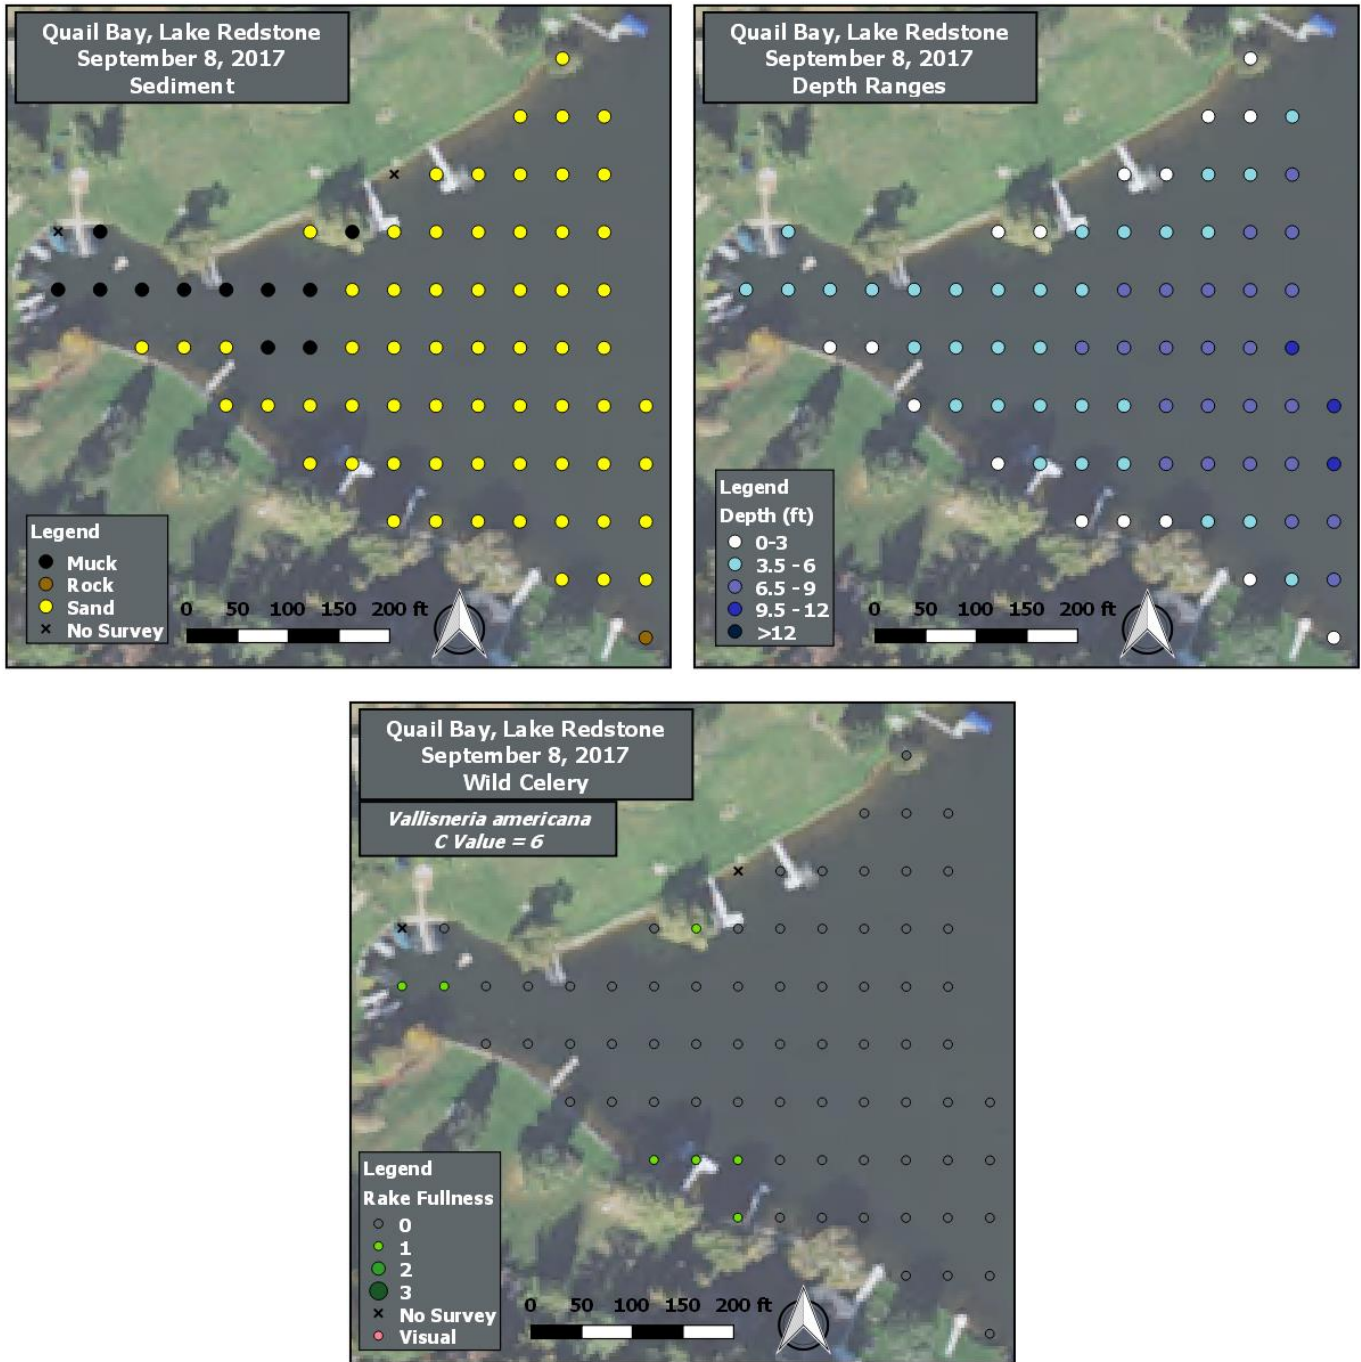 Quail Bay, Lake Redstone
September 8, 2017
Sediment
Legend
Muck
Rock
Sand
× No Survey
0 50 100 150 200 ft
Quail Bay, Lake Redstone
September 8, 2017
Depth Ranges
Legend
Depth (ft)
0-3
3.5 - 6
6.5 - 9
9.5 - 12
>12
0 50 100 150 200 ft
Quail Bay, Lake Redstone
September 8, 2017
Wild Celery
Vallisneria americana
C Value = 6
Legend
Rake Fullness
0
1
2
3
× No Survey
Visual
0 50 100 150 200 ft